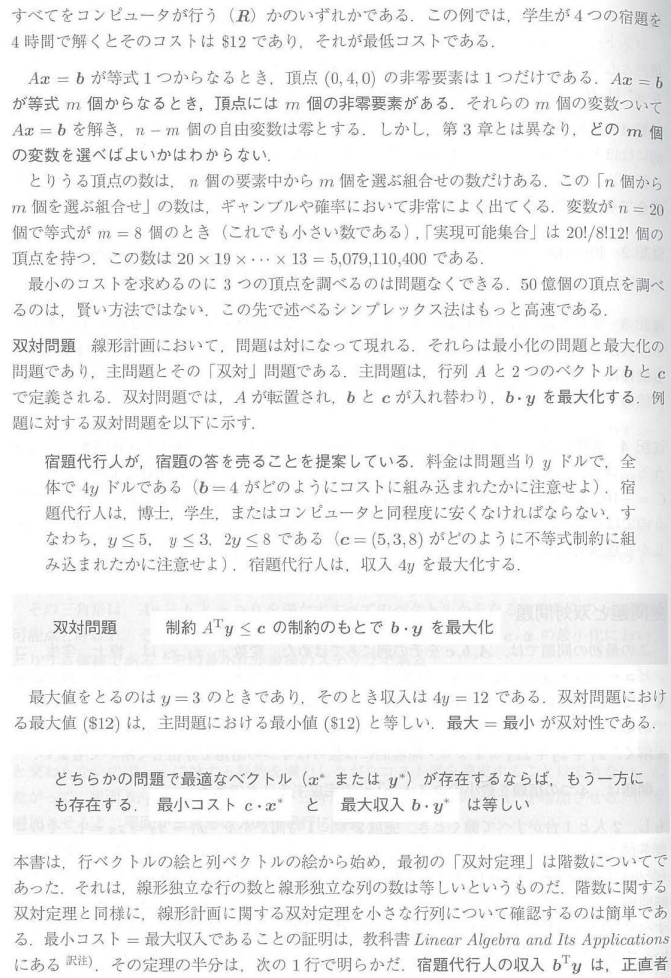 すべてをコンピュータが行う（R）かのいずれかである．この例では，学生が4つの宿題を
4時間で解くとそのコストは $12 であり，それが最低コストである．
Ax = b が等式1つからなるとき，頂点 (0,4,0) の非零要素は1つだけである．Ax = b
が等式 m 個からなるとき，頂点には m 個の非零要素がある．それらの m 個の変数ついて
Ax = b を解き，n − m 個の自由変数は零とする．しかし，第3章とは異なり，どの m 個
の変数を選べばよいかはわからない．
とりうる頂点の数は，n 個の要素中から m 個を選ぶ組合せの数だけある．この「n 個から
m 個を選ぶ組合せ」の数は，ギャンブルや確率において非常によく出てくる．変数が n = 20
個で等式が m = 8 個のとき（これでも小さい数である），「実現可能集合」は 20!/8!12! 個の
頂点を持つ．この数は 20 × 19 × ··· × 13 = 5,079,110,400 である．
最小のコストを求めるのに 3 つの頂点を調べるのは問題なくできる．50 億個の頂点を調べ
るのは，賢い方法ではない．この先で述べるシンプレックス法はもっと高速である．
双対問題　線形計画において，問題は対になって現れる．それらは最小化の問題と最大化の
問題であり，主問題とその「双対」問題である．主問題は，行列 A と2つのベクトル b と c
で定義される．双対問題では，A が転置され，b と c が入れ替わり，b·y を最大化する．例
題に対する双対問題を以下に示す．
宿題代行人が，宿題の答を売ることを提案している．料金は問題当り y ドルで，全
体で 4y ドルである（b = 4 がどのようにコストに組み込まれたかに注意せよ）．宿
題代行人は，博士，学生，またはコンピュータと同程度に安くなければならない．す
なわち，y ≤ 5，y ≤ 3，2y ≤ 8 である（c = (5,3,8) がどのように不等式制約に組
み込まれたかに注意せよ）．宿題代行人は，収入 4y を最大化する．
双対問題　制約 Aᵀy ≤ c の制約のもとで b·y を最大化
最大値をとるのは y = 3 のときであり，そのとき収入は 4y = 12 である．双対問題におけ
る最大値 ($12) は，主問題における最小値 ($12) と等しい．最大 = 最小 が双対性である．
どちらかの問題で最適なベクトル（x* または y*）が存在するならば，もう一方に
も存在する．最小コスト c·x* と 最大収入 b·y* は等しい
本書は，行ベクトルの絵と列ベクトルの絵から始め，最初の「双対定理」は階数についてで
あった．それは，線形独立な行の数と線形独立な列の数は等しいというものだ．階数に関する
双対定理と同様に，線形計画に関する双対定理を小さな行列について確認するのは簡単であ
る．最小コスト = 最大収入であることの証明は，教科書 Linear Algebra and Its Applications
にある 訳注)．その定理の半分は，次の1行で明らかだ．宿題代行人の収入 bᵀy は，正直者